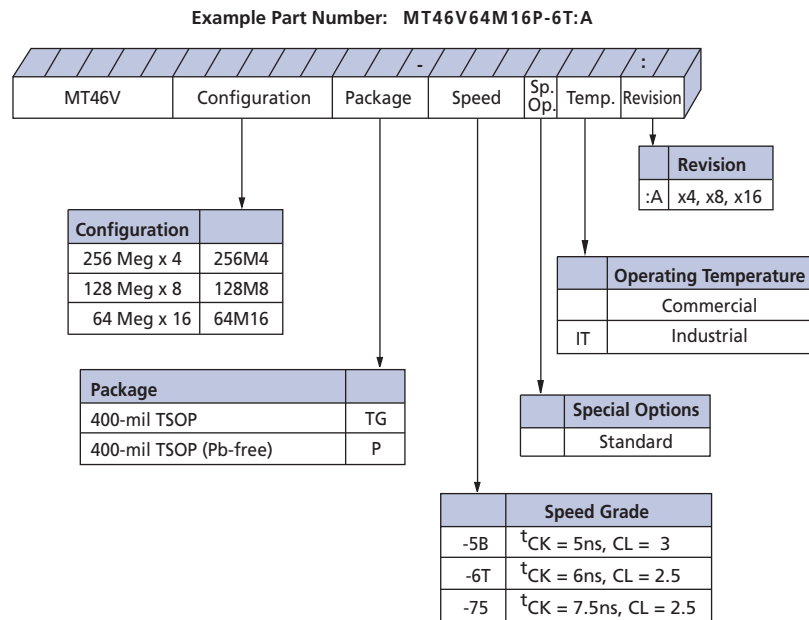 Example Part Number: MT46V64M16P-6T:A
- :
MT46V Configuration Package Speed Sp. Op. Temp. Revision
Revision
:A x4, x8, x16
Configuration
256 Meg x 4 256M4
128 Meg x 8 128M8
64 Meg x 16 64M16
Operating Temperature
Commercial
IT Industrial
Package
400-mil TSOP TG
400-mil TSOP (Pb-free) P
Special Options
Standard
Speed Grade
-5B tCK = 5ns, CL = 3
-6T tCK = 6ns, CL = 2.5
-75 tCK = 7.5ns, CL = 2.5